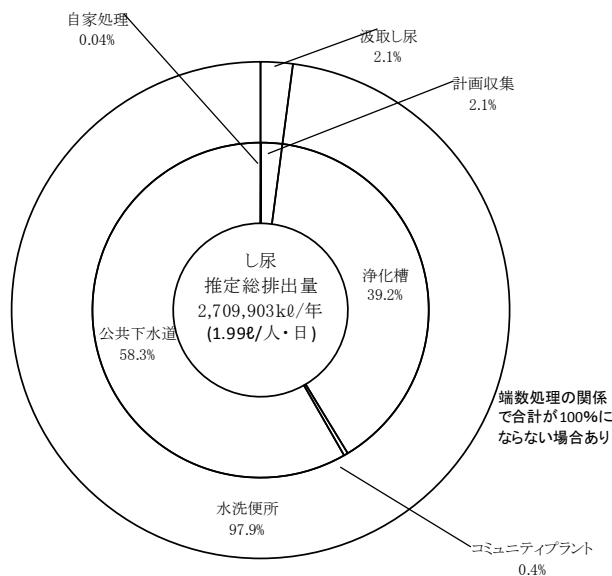 自家処理
0.04%
汲取し尿
2.1%
計画収集
2.1%
し尿
推定総排出量
2,709,903kℓ/年
(1.99ℓ/人・日)
浄化槽
39.2%
公共下水道
58.3%
端数処理の関係
で合計が100%に
ならない場合あり
水洗便所
97.9%
コミュニティプラント
0.4%